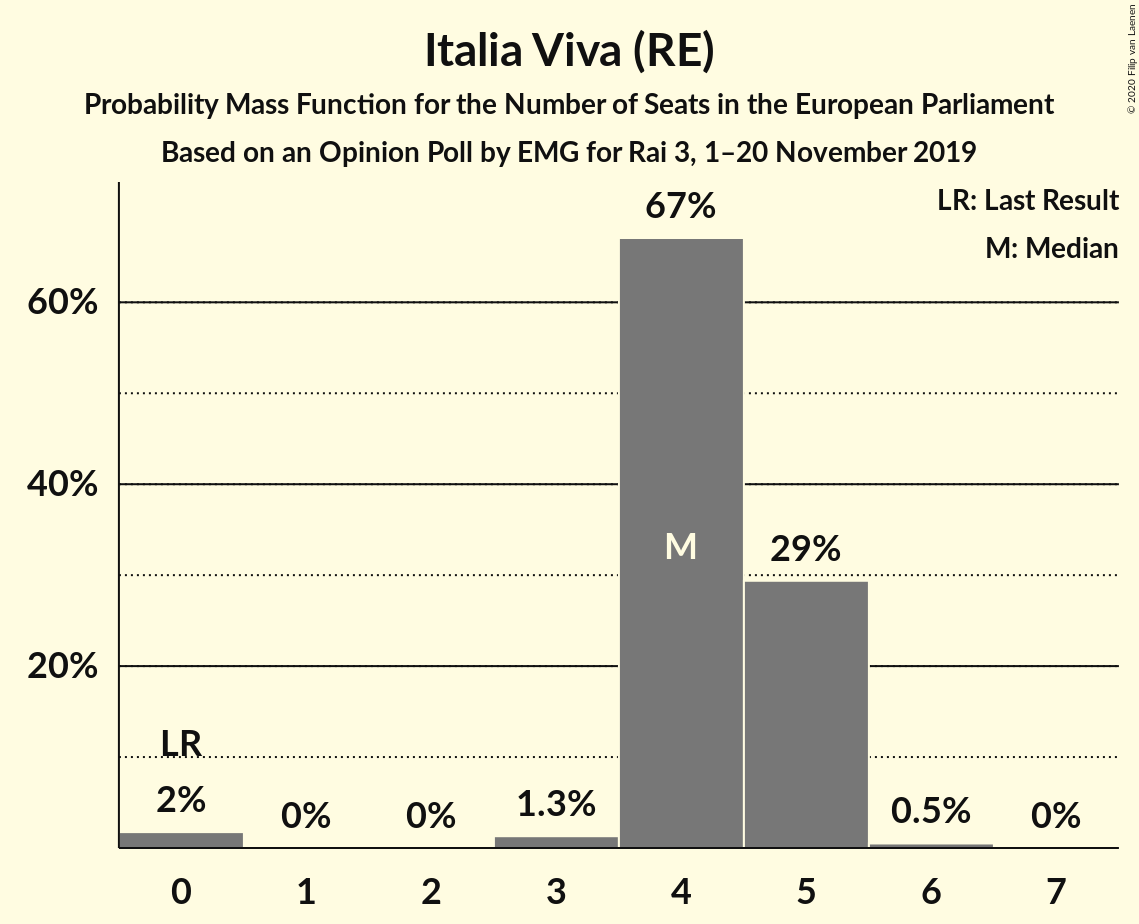 Italia Viva (RE)
Probability Mass Function for the Number of Seats in the European Parliament
Based on an Opinion Poll by EMG for Rai 3, 1–20 November 2019
© 2020 Filip van Laenen
LR: Last Result
M: Median
67%
60%
40%
29%
M
20%
LR
2%
0%
0%
1.3%
0.5%
0%
0 1 2 3 4 5 6 7